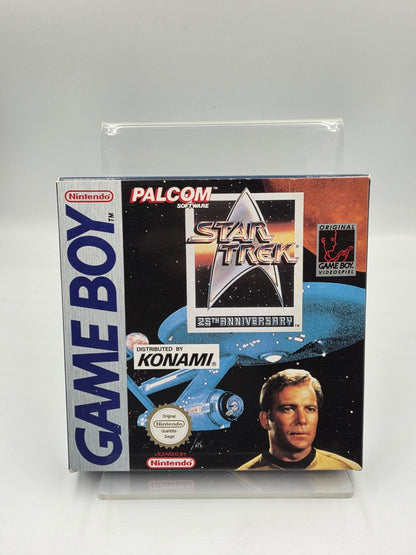 Nintendo
GAME BOY
TM
PALCOM
SOFTWARE
STAR
TREK
25TH ANNIVERSARY
TM
ORIGINAL
GAME BOY
VIDEOSPIEL
DISTRIBUTED BY
KONAMI®
Original
Nintendo
Qualitäts-
Siegel
LICENSED BY
Nintendo